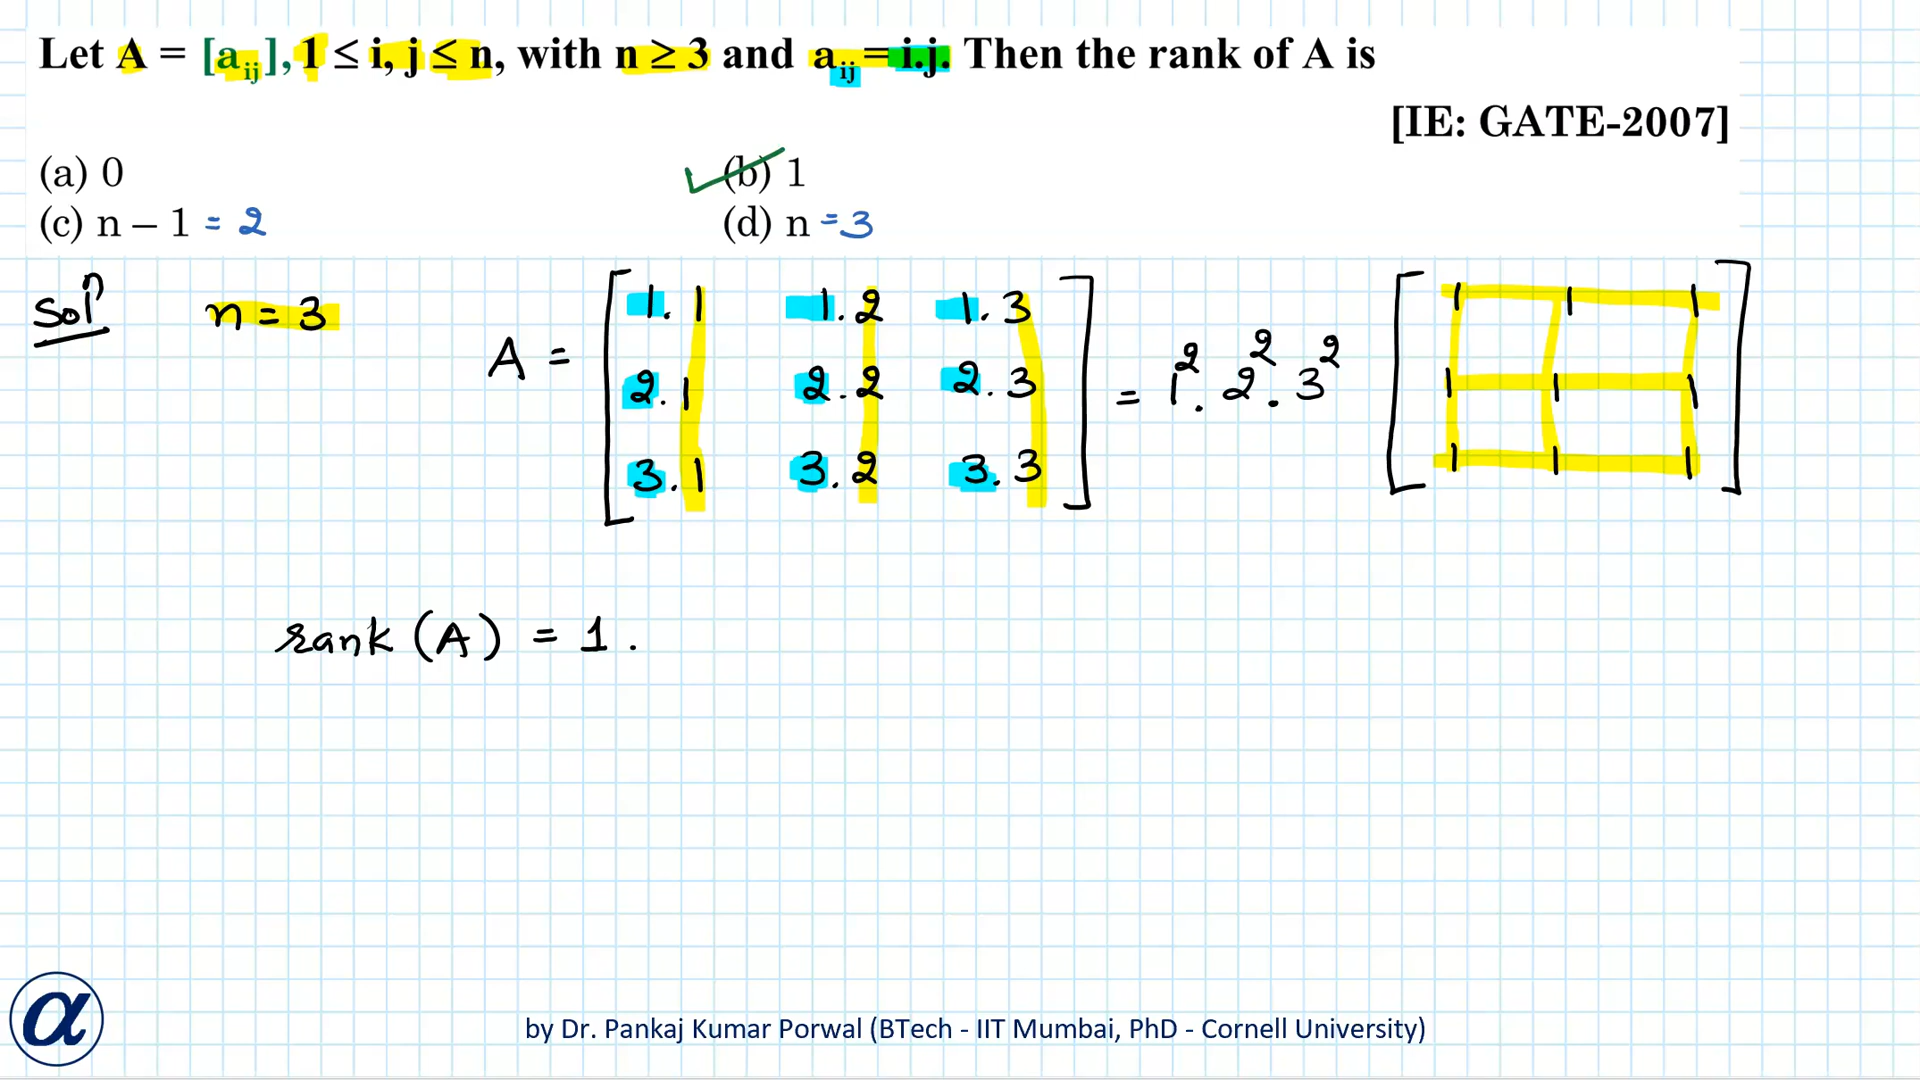 Let A = [aᵢⱼ], 1 ≤ i, j ≤ n, with n ≥ 3 and aᵢⱼ = i.j. Then the rank of A is
[IE: GATE-2007]
(a) 0
(b) 1
(c) n – 1 = 2
(d) n = 3
Solⁿ n = 3
A = [1.1 1.2 1.3
2.1 2.2 2.3
3.1 3.2 3.3] = 1².2².3² [1 1 1
1 1 1
1 1 1]
rank (A) = 1.
α
by Dr. Pankaj Kumar Porwal (BTech - IIT Mumbai, PhD - Cornell University)